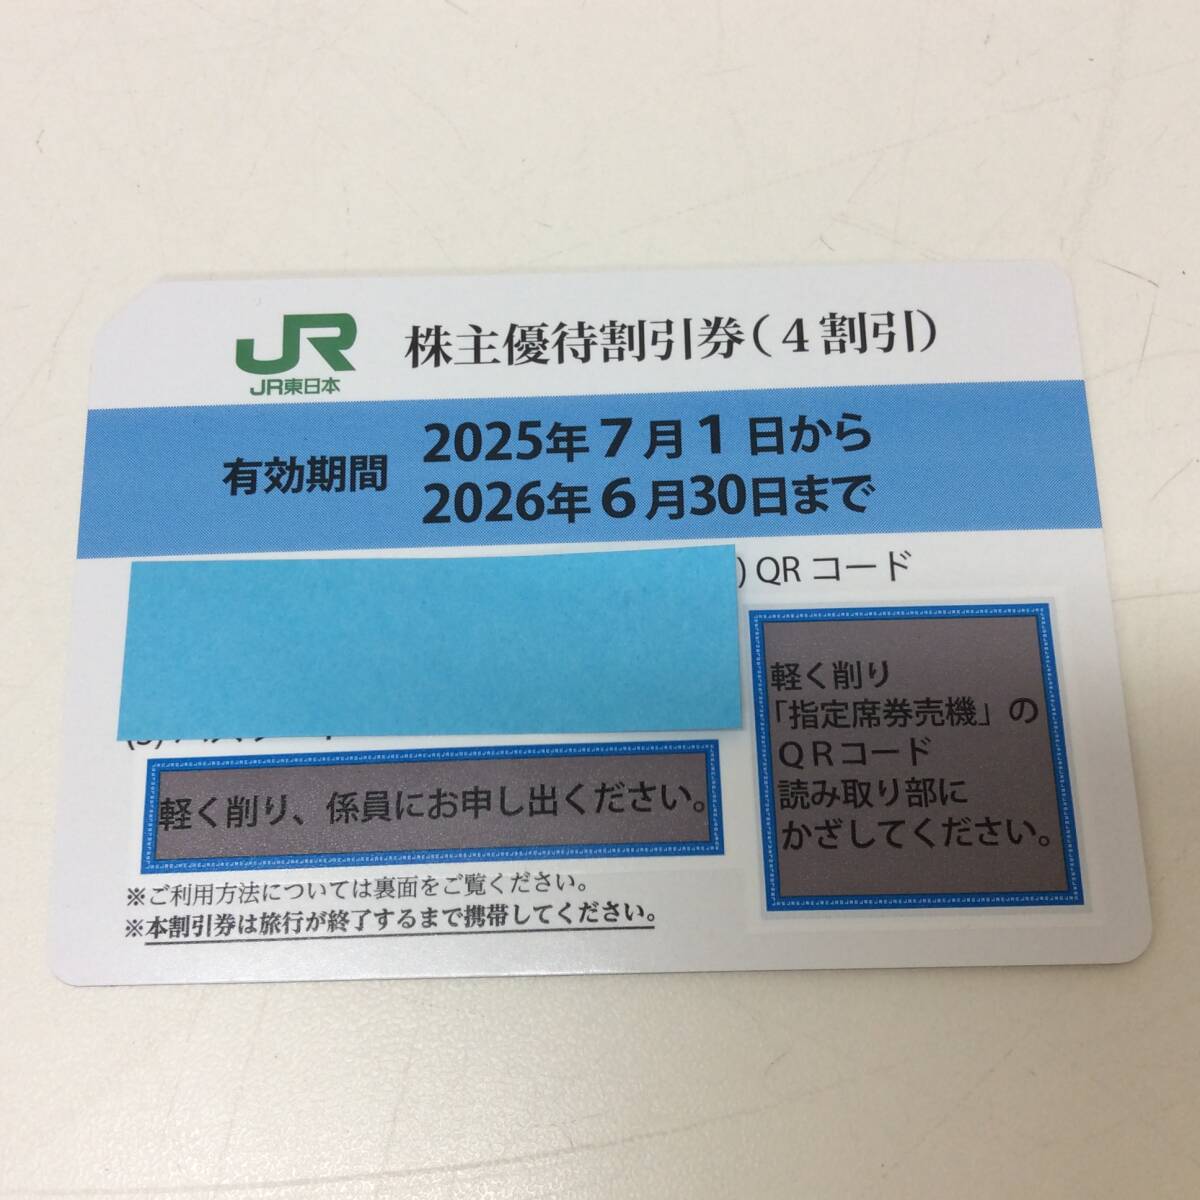 JR
JR東日本
株主優待割引券(4割引)
有効期間
2025年7月1日から
2026年6月30日まで
) QRコード
軽く削り
「指定席券売機」の
QRコード
読み取り部に
かざしてください。
軽く削り、係員にお申し出ください。
※ご利用方法については裏面をご覧ください。
※本割引券は旅行が終了するまで携帯してください。